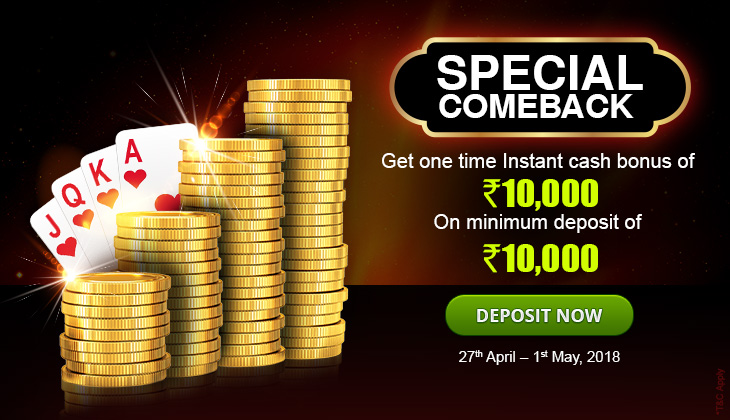 J
Q
K
A
SPECIAL
COMEBACK
Get one time Instant cash bonus of
₹10,000
On minimum deposit of
₹10,000
DEPOSIT NOW
27th April – 1st May, 2018
*T&C Apply